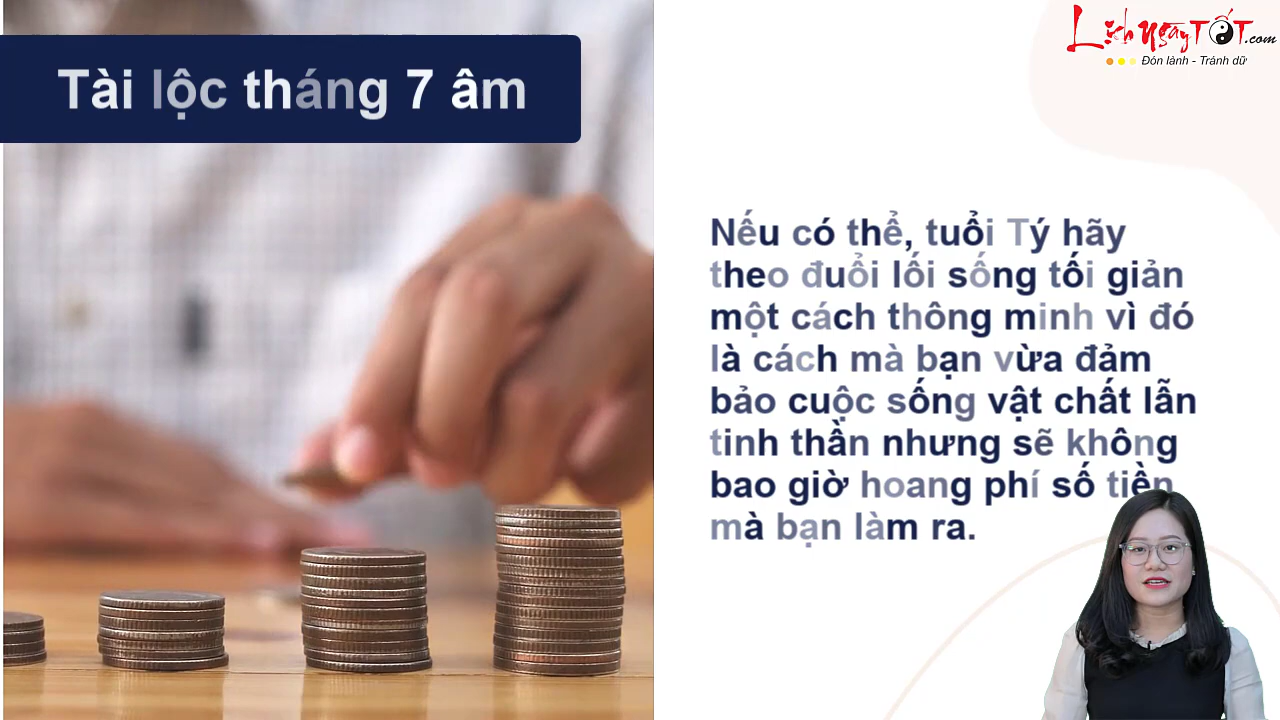 Tài lộc tháng 7 âm
LịchngàyTỐT.com
Đón lành - Tránh dữ
Nếu có thể, tuổi Tý hãy
theo đuổi lối sống tối giản
một cách thông minh vì đó
là cách mà bạn vừa đảm
bảo cuộc sống vật chất lẫn
tinh thần nhưng sẽ không
bao giờ hoang phí số tiền
mà bạn làm ra.